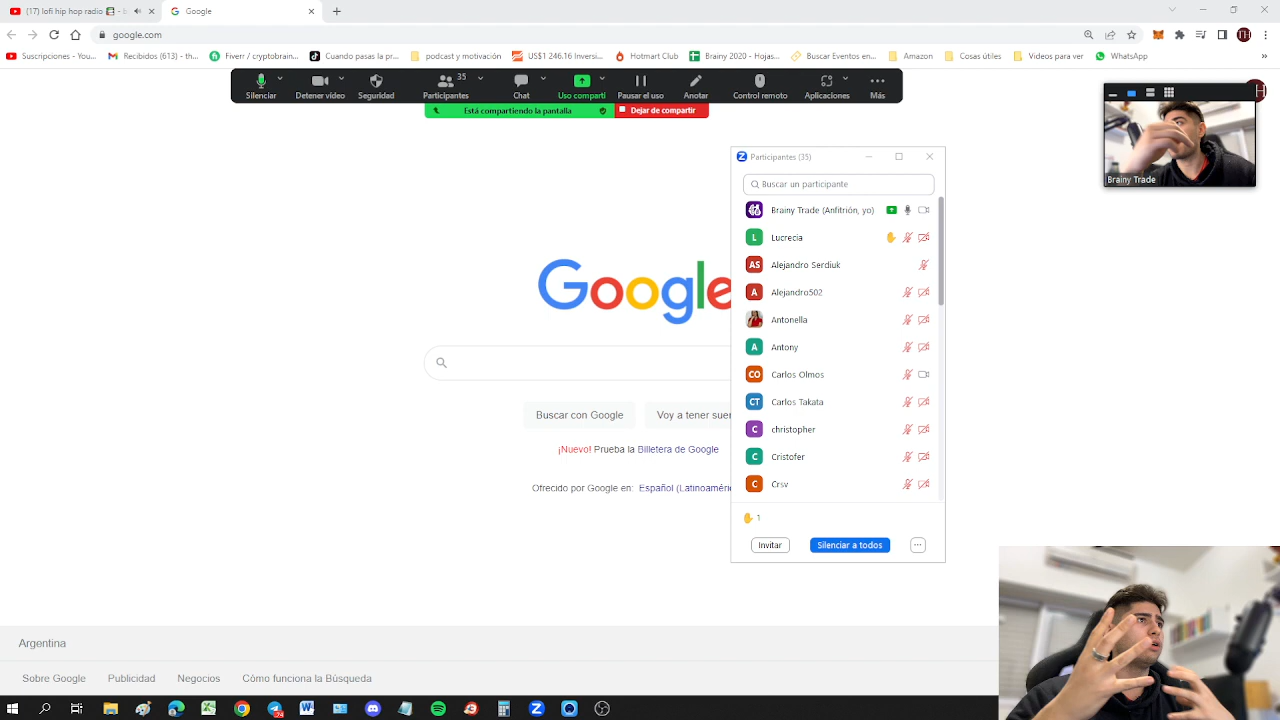 (17) lofi hip hop radio
Google
google.com
Suscripciones - You...
Recibidos (613) - th...
Fiverr / cryptobrain...
Cuando pasas la pr...
podcast y motivación
US$1 246.16 Inversi...
Hotmart Club
Brainy 2020 - Hojas...
Buscar Eventos en...
Amazon
Cosas útiles
Videos para ver
WhatsApp
»
Silenciar
Detener video
Seguridad
Participantes
35
Chat
Uso comparti
Pausar el uso
Anotar
Control remoto
Aplicaciones
Más
Está compartiendo la pantalla
Dejar de compartir
Brainy Trade
Participantes (35)
Buscar un participante
Brainy Trade (Anfitrión, yo)
L Lucrecia
AS Alejandro Serdiuk
A Alejandro502
Antonella
A Antony
CO Carlos Olmos
CT Carlos Takata
C christopher
C Cristofer
C Crsv
1
Invitar
Silenciar a todos
Google
Buscar con Google
Voy a tener suer
¡Nuevo! Prueba la Billetera de Google
Ofrecido por Google en: Español (Latinoaméri
Argentina
Sobre Google
Publicidad
Negocios
Cómo funciona la Búsqueda
74